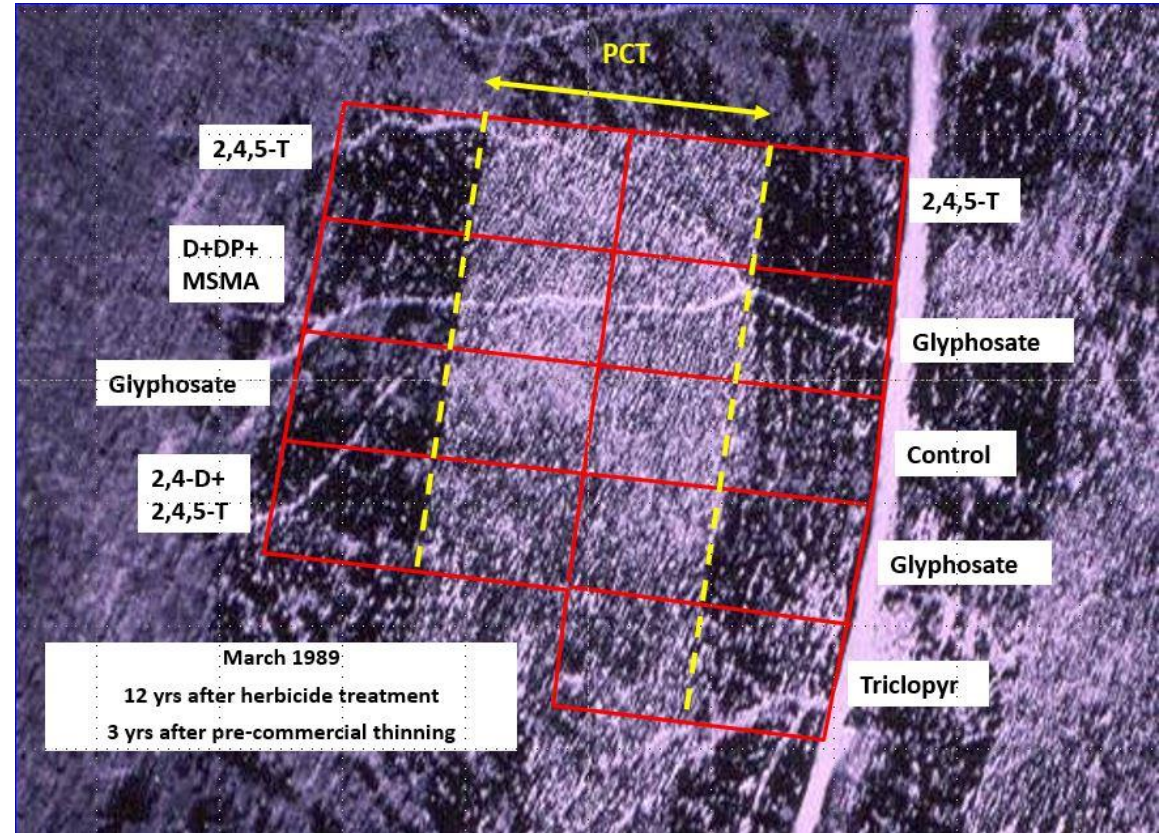 PCT
2,4,5-T
2,4,5-T
D+DP+
MSMA
Glyphosate
Glyphosate
Control
2,4-D+
2,4,5-T
Glyphosate
Triclopyr
March 1989
12 yrs after herbicide treatment
3 yrs after pre-commercial thinning